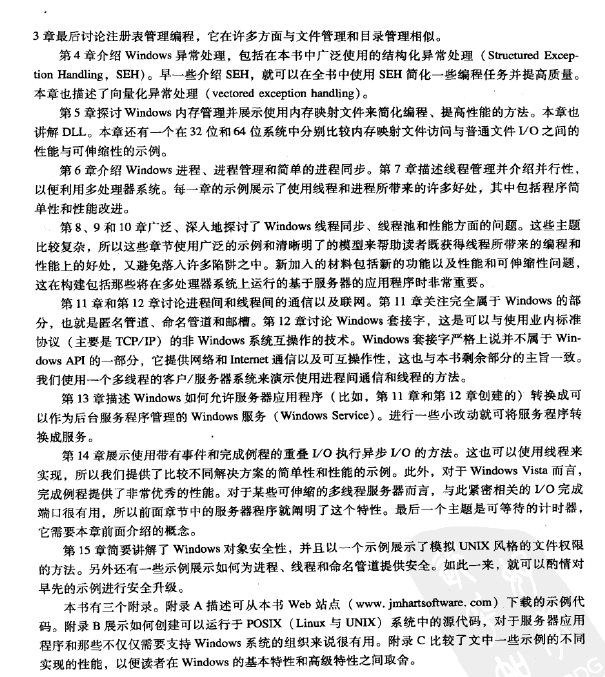 3 章最后讨论注册表管理编程，它在许多方面与文件管理和目录管理相似。
第 4 章介绍 Windows 异常处理，包括在本书中广泛使用的结构化异常处理（Structured Excep-
tion Handling，SEH）。早一些介绍 SEH，就可以在全书中使用 SEH 简化一些编程任务并提高质量。
本章也描述了向量化异常处理（vectored exception handling）。
第 5 章探讨 Windows 内存管理并展示使用内存映射文件来简化编程、提高性能的方法。本章也
讲解 DLL。本章还有一个在 32 位和 64 位系统中分别比较内存映射文件访问与普通文件 I/O 之间的
性能与可伸缩性的示例。
第 6 章介绍 Windows 进程、进程管理和简单的进程同步。第 7 章描述线程管理并介绍并行性，
以便利用多处理器系统。每一章的示例展示了使用线程和进程所带来的许多好处，其中包括程序简
单性和性能改进。
第 8、9 和 10 章广泛、深入地探讨了 Windows 线程同步、线程池和性能方面的问题。这些主题
比较复杂，所以这些章节使用广泛的示例和清晰明了的模型来帮助读者既获得线程所带来的编程和
性能上的好处，又避免落入许多陷阱之中。新加入的材料包括新的功能以及性能和可伸缩性问题，
这在构建包括那些将在多处理器系统上运行的基于服务器的应用程序时非常重要。
第 11 章和第 12 章讨论进程间和线程间的通信以及联网。第 11 章关注完全属于 Windows 的部
分，也就是匿名管道、命名管道和邮槽。第 12 章讨论 Windows 套接字，这是可以与使用业内标准
协议（主要是 TCP/IP）的非 Windows 系统互操作的技术。Windows 套接字严格上说并不属于 Win-
dows API 的一部分，它提供网络和 Internet 通信以及可互操作性，这也与本书剩余部分的主旨一致。
我们使用一个多线程的客户/服务器系统来演示使用进程间通信和线程的方法。
第 13 章描述 Windows 如何允许服务器应用程序（比如，第 11 章和第 12 章创建的）转换成可
以作为后台服务程序管理的 Windows 服务（Windows Service）。进行一些小改动就可将服务程序转
换成服务。
第 14 章展示使用带有事件和完成例程的重叠 I/O 执行异步 I/O 的方法。这也可以使用线程来
实现，所以我们提供了比较不同解决方案的简单性和性能的示例。此外，对于 Windows Vista 而言，
完成例程提供了非常优秀的性能。对于某些可伸缩的多线程服务器而言，与此紧密相关的 I/O 完成
端口很有用，所以前面章节中的服务器程序就阐明了这个特性。最后一个主题是可等待的计时器，
它需要本章前面介绍的概念。
第 15 章简要讲解了 Windows 对象安全性，并且以一个示例展示了模拟 UNIX 风格的文件权限
的方法。另外还有一些示例展示如何为进程、线程和命名管道提供安全。如此一来，就可以酌情对
早先的示例进行安全升级。
本书有三个附录。附录 A 描述可从本书 Web 站点（www.jmhartsoftware.com）下载的示例代
码。附录 B 展示如何创建可以运行于 POSIX（Linux 与 UNIX）系统中的源代码，对于服务器应用
程序和那些不仅仅需要支持 Windows 系统的组织来说很有用。附录 C 比较了文中一些示例的不同
实现的性能，以便读者在 Windows 的基本特性和高级特性之间取舍。